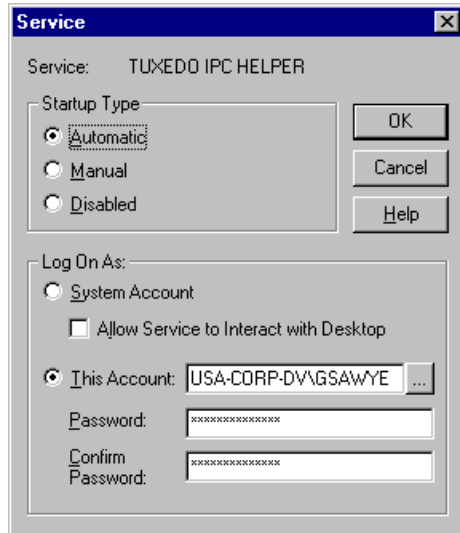 Service
Service: TUXEDO IPC HELPER
Startup Type
Automatic
Manual
Disabled
OK
Cancel
Help
Log On As:
System Account
Allow Service to Interact with Desktop
This Account: USA-CORP-DV\GSAWYE ...
Password: **************
Confirm
Password: **************